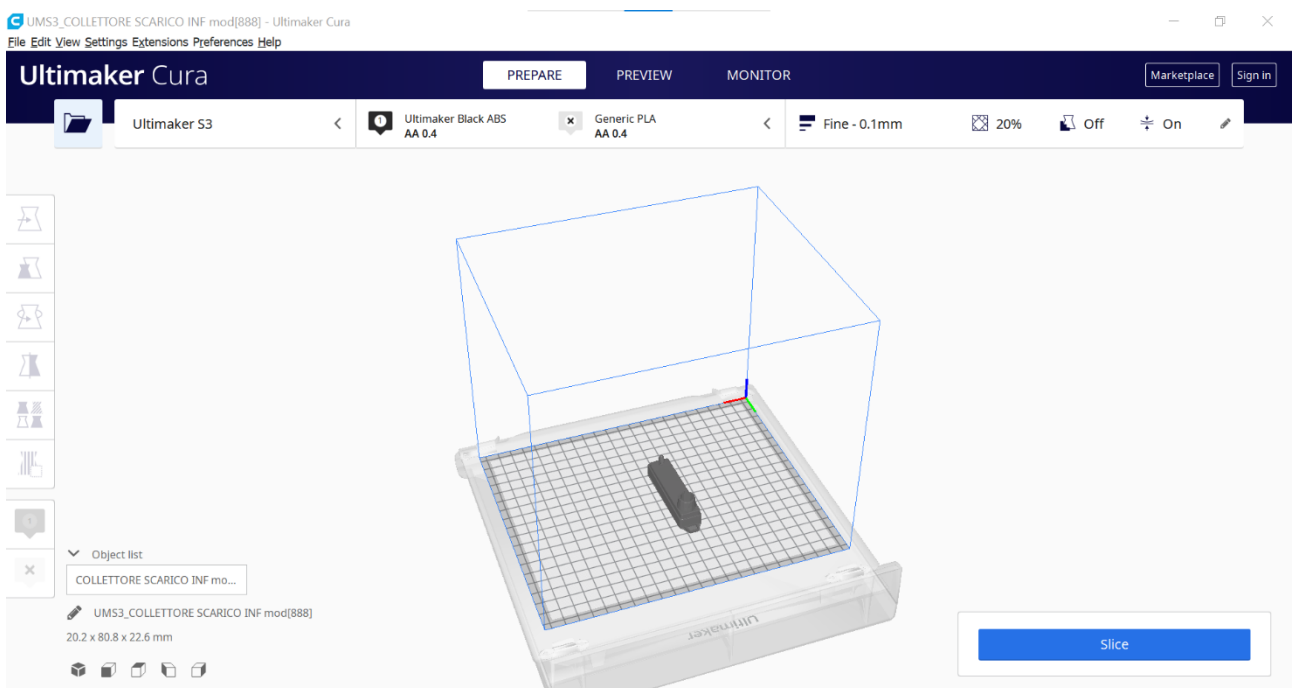 UMS3_COLLETTORE SCARICO INF mod[888] - Ultimaker Cura
File Edit View Settings Extensions Preferences Help
Ultimaker Cura
PREPARE
PREVIEW
MONITOR
Marketplace
Sign in
Ultimaker S3
1
Ultimaker Black ABS
AA 0.4
Generic PLA
AA 0.4
Fine - 0.1mm
20%
Off
On
1
Object list
COLLETTORE SCARICO INF mo...
UMS3_COLLETTORE SCARICO INF mod[888]
20.2 x 80.8 x 22.6 mm
Ultimaker
Slice